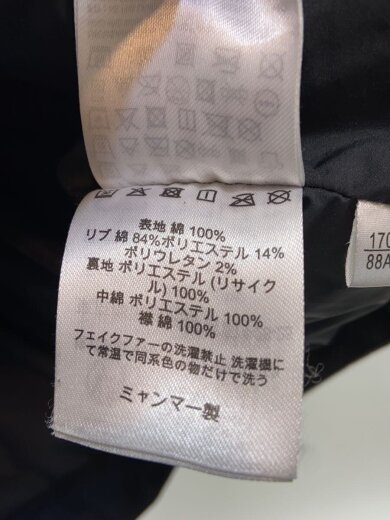 表地 綿 100%
リブ 綿 84%ポリエステル 14%
ポリウレタン 2%
裏地 ポリエステル (リサイク
ル) 100%
中綿 ポリエステル 100%
襟 綿 100%
フェイクファーの洗濯禁止 洗濯機に
て常温で同系色の物だけで洗う
ミャンマー製
170
88A